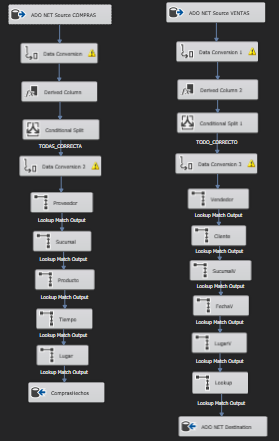 ADO NET Source COMPRAS
Data Conversion
Derived Column
Conditional Split
TODAS_CORRECTA
Data Conversion 2
Proveedor
Lookup Match Output
Sucursal
Lookup Match Output
Producto
Lookup Match Output
Tiempo
Lookup Match Output
Lugar
Lookup Match Output
ComprasHechos
ADO NET Source VENTAS
Data Conversion 1
Derived Column 2
Conditional Split 1
TODO_CORRECTO
Data Conversion 3
Vendedor
Lookup Match Output
Cliente
Lookup Match Output
SucursalV
Lookup Match Output
FechaV
Lookup Match Output
LugarV
Lookup Match Output
Lookup
Lookup Match Output
ADO NET Destination